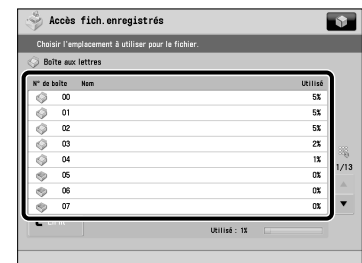 Accès fich.enregistrés
Choisir l'emplacement à utiliser pour le fichier.
Boîte aux lettres
N° de boîte Nom Utilisé
00 5%
01 5%
02 5%
03 2%
04 1%
05 0%
06 0%
07 0%
1/13
Utilisé : 1%